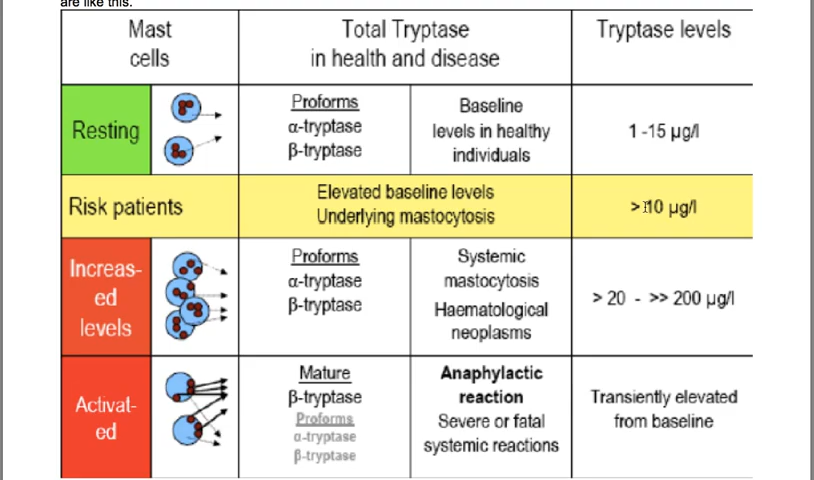 are like this.
Mast
cells
Total Tryptase
in health and disease
Tryptase levels
Resting
Proforms
α-tryptase
β-tryptase
Baseline
levels in healthy
individuals
1 -15 µg/l
Risk patients
Elevated baseline levels
Underlying mastocytosis
> 10 µg/l
Increas-
ed
levels
Proforms
α-tryptase
β-tryptase
Systemic
mastocytosis
Haematological
neoplasms
> 20 - >> 200 µg/l
Activat-
ed
Mature
β-tryptase
Proforms
α-tryptase
β-tryptase
Anaphylactic
reaction
Severe or fatal
systemic reactions
Transiently elevated
from baseline